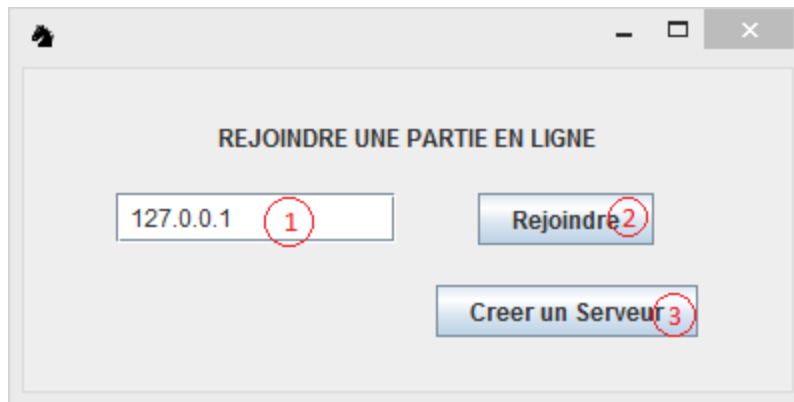 REJOINDRE UNE PARTIE EN LIGNE
127.0.0.1 1 Rejoindre 2
Creer un Serveur 3